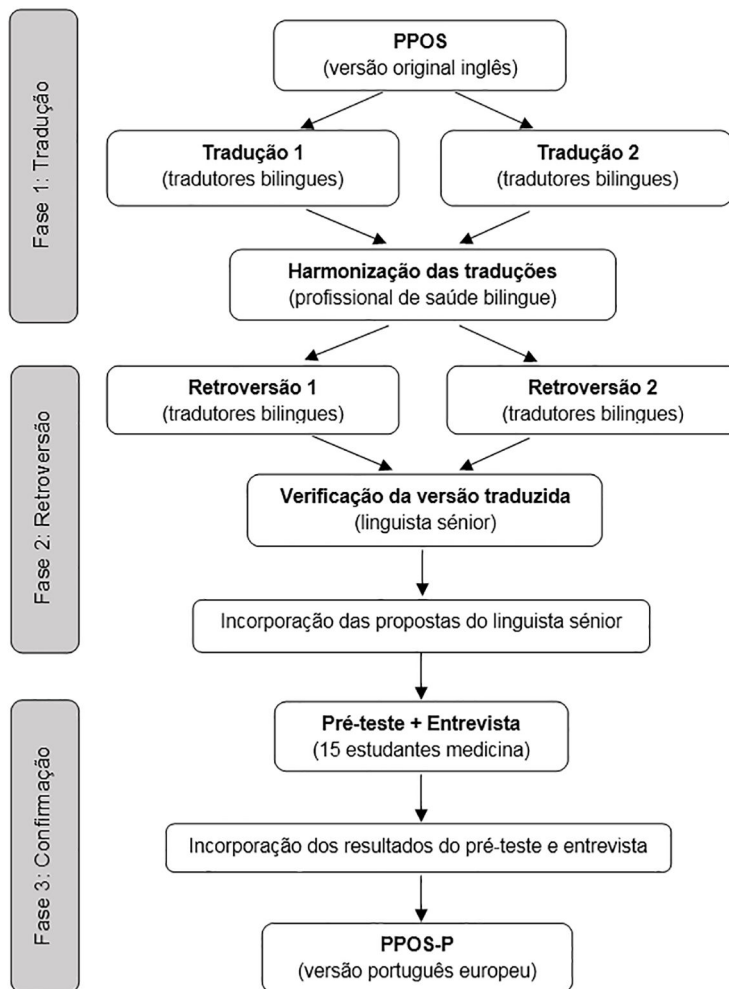 Fase 1: Tradução
PPOS
(versão original inglês)
Tradução 1
(tradutores bilingues)
Tradução 2
(tradutores bilingues)
Harmonização das traduções
(profissional de saúde bilingue)
Fase 2: Retroversão
Retroversão 1
(tradutores bilingues)
Retroversão 2
(tradutores bilingues)
Verificação da versão traduzida
(linguista sénior)
Incorporação das propostas do linguista sénior
Fase 3: Confirmação
Pré-teste + Entrevista
(15 estudantes medicina)
Incorporação dos resultados do pré-teste e entrevista
PPOS-P
(versão português europeu)